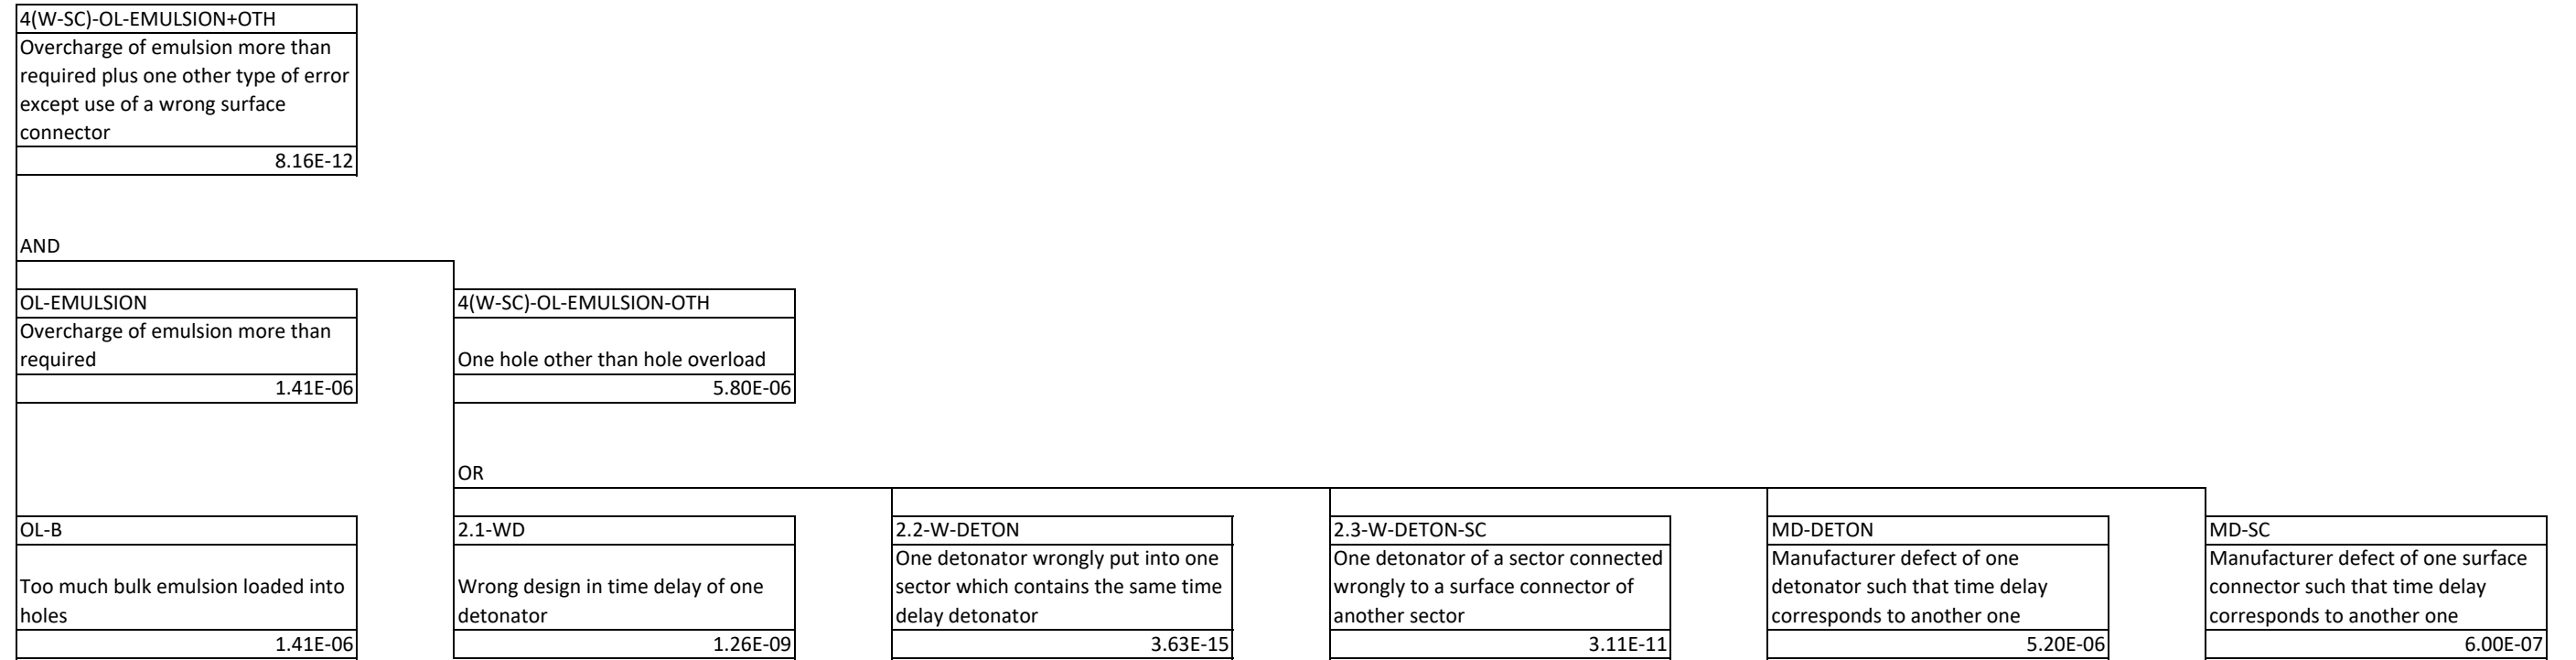 4(W-SC)-OL-EMULSION+OTH
Overcharge of emulsion more than
required plus one other type of error
except use of a wrong surface
connector
8.16E-12
AND
OL-EMULSION
Overcharge of emulsion more than
required
1.41E-06
4(W-SC)-OL-EMULSION-OTH
One hole other than hole overload
5.80E-06
OR
OL-B
Too much bulk emulsion loaded into
holes
1.41E-06
2.1-WD
Wrong design in time delay of one
detonator
1.26E-09
2.2-W-DETON
One detonator wrongly put into one
sector which contains the same time
delay detonator
3.63E-15
2.3-W-DETON-SC
One detonator of a sector connected
wrongly to a surface connector of
another sector
3.11E-11
MD-DETON
Manufacturer defect of one
detonator such that time delay
corresponds to another one
5.20E-06
MD-SC
Manufacturer defect of one surface
connector such that time delay
corresponds to another one
6.00E-07